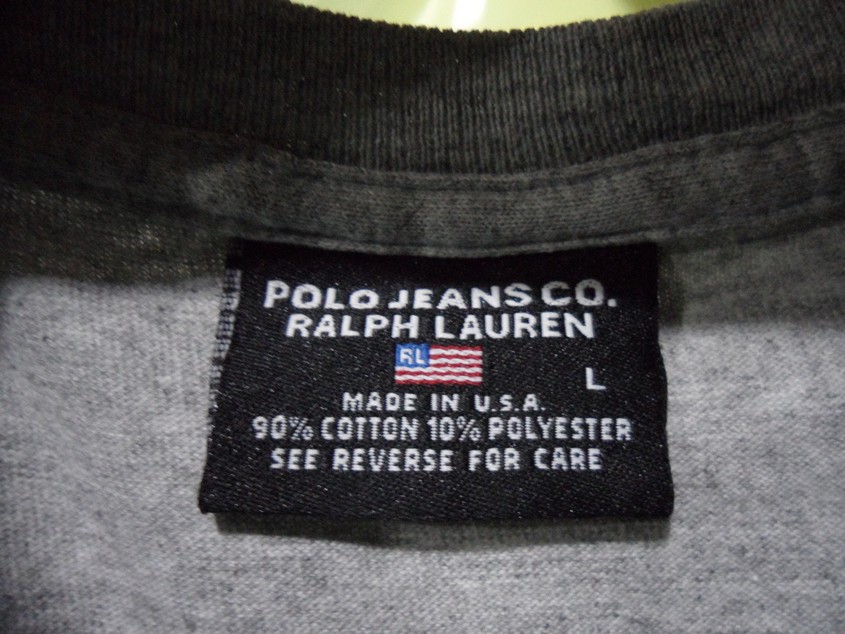 POLO JEANS CO.
RALPH LAUREN
RL
L
MADE IN U.S.A.
90% COTTON 10% POLYESTER
SEE REVERSE FOR CARE